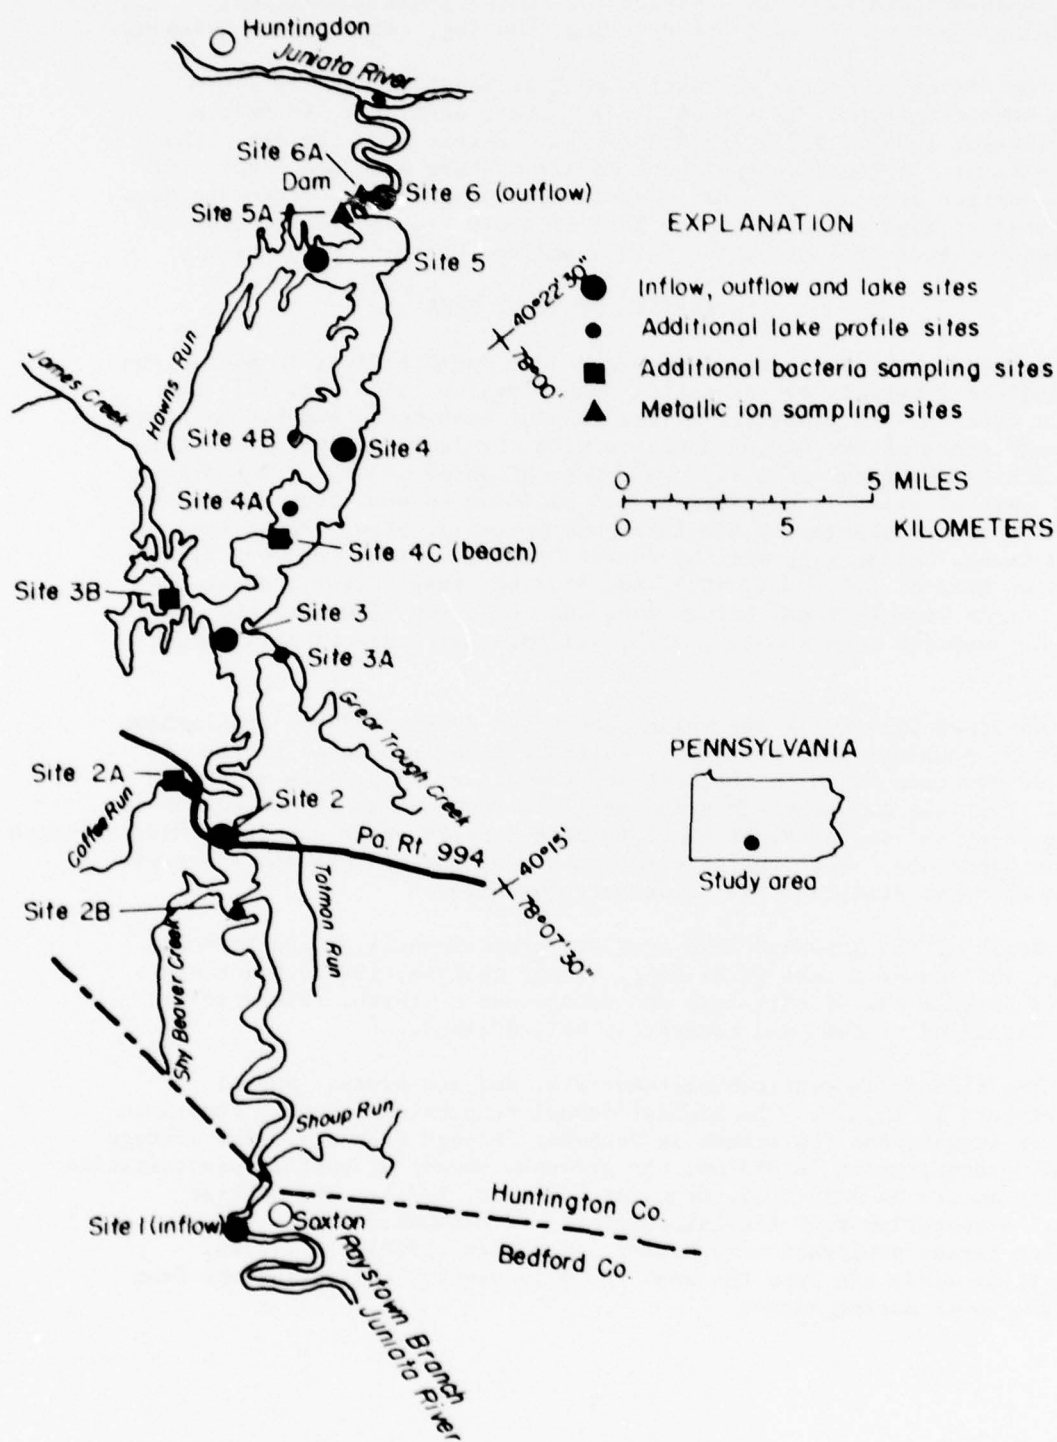 Huntingdon
Juniata River
Site 6A
Dam
Site 6 (outflow)
Site 5A
Site 5
EXPLANATION
Inflow, outflow and lake sites
Additional lake profile sites
Additional bacteria sampling sites
Metallic ion sampling sites
40°22'30"
78°00'
James Creek
Hawns Run
Site 4B
Site 4
Site 4A
Site 4C (beach)
0 5 MILES
0 5 KILOMETERS
Site 3B
Site 3
Site 3A
Great Trough Creek
PENNSYLVANIA
Study area
Site 2A
Coffee Run
Site 2
Pa. Rt. 994
40°15'
78°07'30"
Tatman Run
Site 2B
Shy Beaver Creek
Shoup Run
Huntington Co.
Bedford Co.
Site 1 (inflow)
Saxton
Raystown Branch
Juniata River